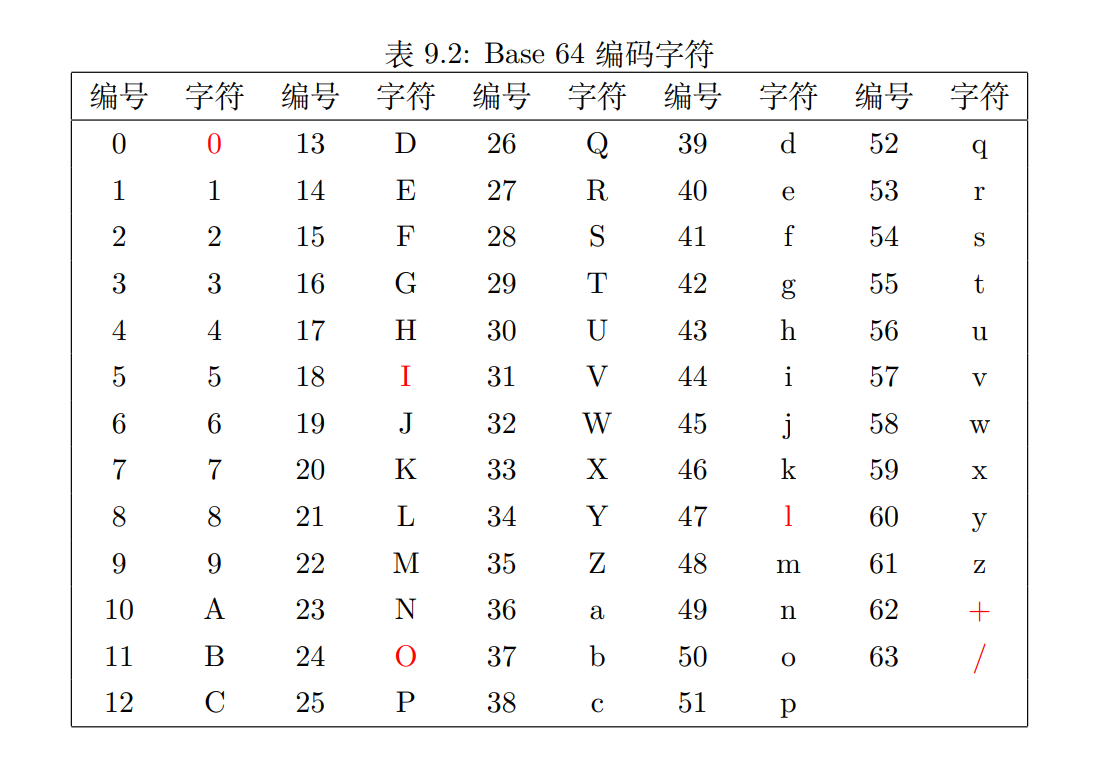 表 9.2: Base 64 编码字符
编号 字符 编号 字符 编号 字符 编号 字符 编号 字符
0 0 13 D 26 Q 39 d 52 q
1 1 14 E 27 R 40 e 53 r
2 2 15 F 28 S 41 f 54 s
3 3 16 G 29 T 42 g 55 t
4 4 17 H 30 U 43 h 56 u
5 5 18 I 31 V 44 i 57 v
6 6 19 J 32 W 45 j 58 w
7 7 20 K 33 X 46 k 59 x
8 8 21 L 34 Y 47 l 60 y
9 9 22 M 35 Z 48 m 61 z
10 A 23 N 36 a 49 n 62 +
11 B 24 O 37 b 50 o 63 /
12 C 25 P 38 c 51 p